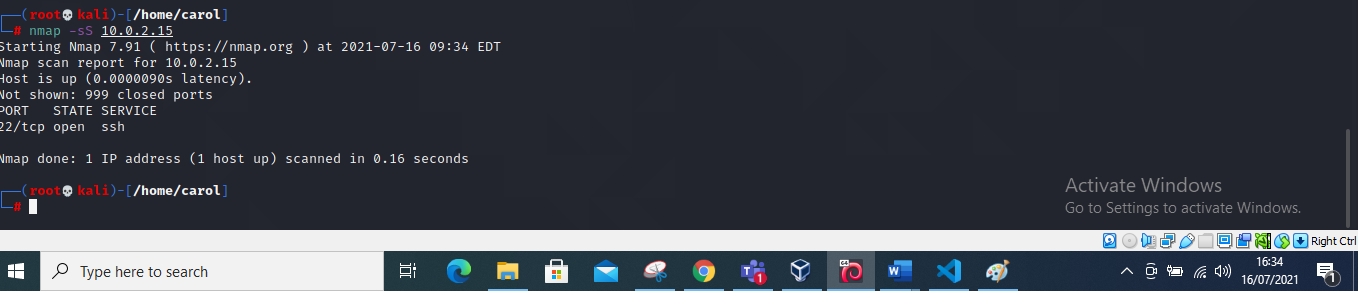 ┌──(root💀kali)-[/home/carol]
└─# nmap -sS 10.0.2.15
Starting Nmap 7.91 ( https://nmap.org ) at 2021-07-16 09:34 EDT
Nmap scan report for 10.0.2.15
Host is up (0.0000090s latency).
Not shown: 999 closed ports
PORT   STATE SERVICE
22/tcp open  ssh
Nmap done: 1 IP address (1 host up) scanned in 0.16 seconds
┌──(root💀kali)-[/home/carol]
└─#
Activate Windows
Go to Settings to activate Windows.
Right Ctrl
Type here to search
1
64
16:34
16/07/2021
1